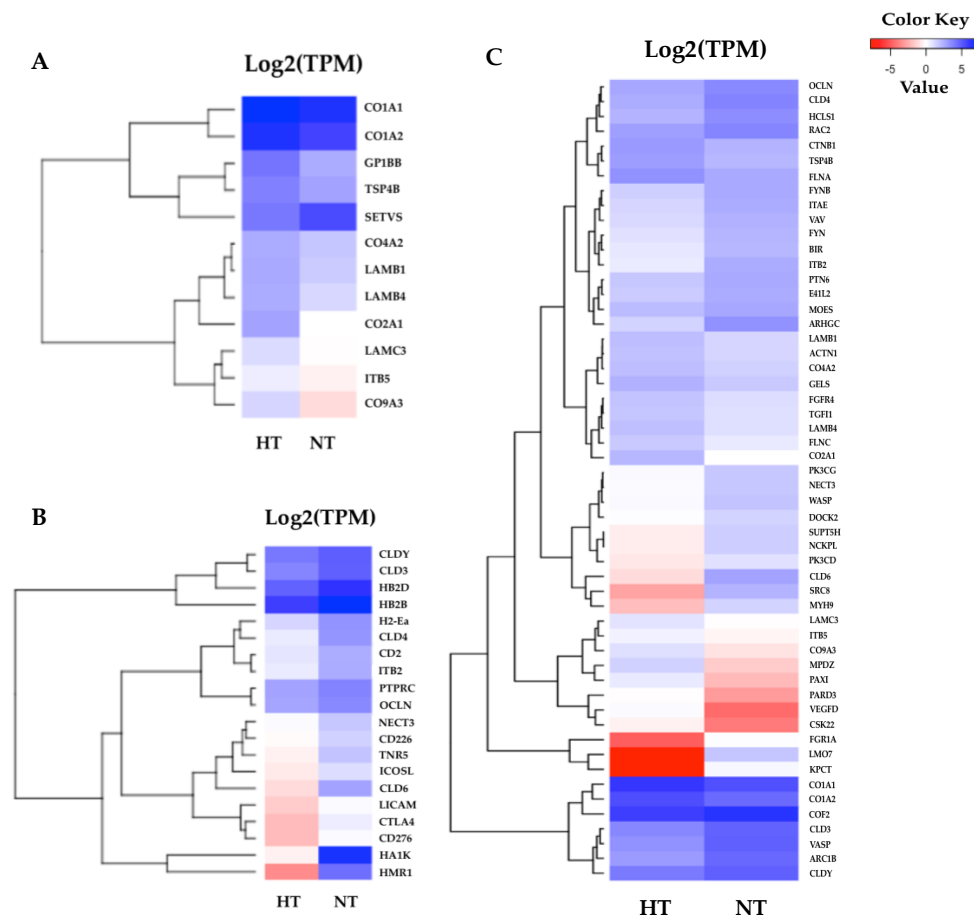 A
Log2(TPM)
CO1A1
CO1A2
GP1BB
TSP4B
SETVS
CO4A2
LAMB1
LAMB4
CO2A1
LAMC3
ITB5
CO9A3
HT NT
B
Log2(TPM)
CLDY
CLD3
HB2D
HB2B
H2-Ea
CLD4
CD2
ITB2
PTPRC
OCLN
NECT3
CD226
TNR5
ICOSL
CLD6
LICAM
CTLA4
CD276
HA1K
HMR1
HT NT
C
Log2(TPM)
Color Key
-5 0 5
Value
OCLN
CLD4
HCLS1
RAC2
CTNB1
TSP4B
FLNA
FYNB
ITAE
VAV
FYN
BIR
ITB2
PTN6
E41L2
MOES
ARHGC
LAMB1
ACTN1
CO4A2
GELS
FGFR4
TGFI1
LAMB4
FLNC
CO2A1
PK3CG
NECT3
WASP
DOCK2
SUPT5H
NCKPL
PK3CD
CLD6
SRC8
MYH9
LAMC3
ITB5
CO9A3
MPDZ
PAXI
PARD3
VEGFD
CSK22
FGR1A
LMO7
KPCT
CO1A1
CO1A2
COF2
CLD3
VASP
ARC1B
CLDY
HT NT